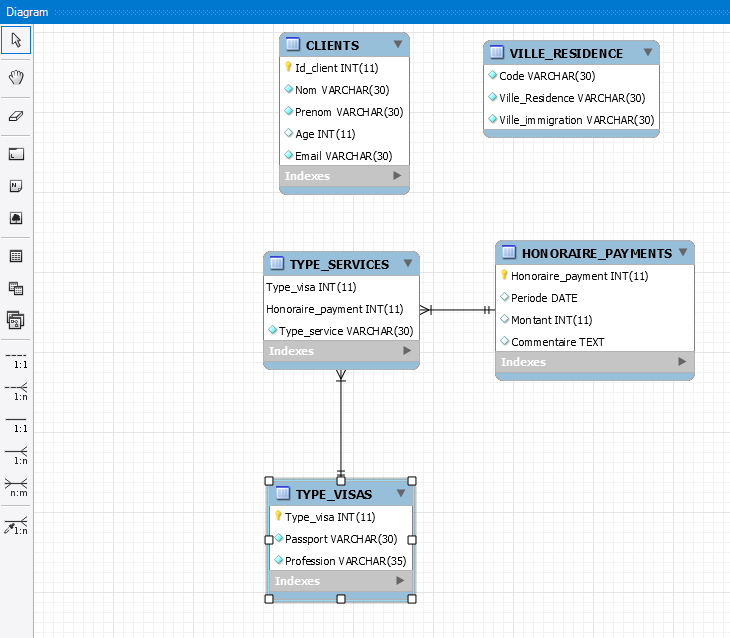 Diagram
CLIENTS
Id_client INT(11)
Nom VARCHAR(30)
Prenom VARCHAR(30)
Age INT(11)
Email VARCHAR(30)
Indexes
VILLE_RESIDENCE
Code VARCHAR(30)
Ville_Residence VARCHAR(30)
Ville_immigration VARCHAR(30)
TYPE_SERVICES
Type_visa INT(11)
Honoraire_payment INT(11)
Type_service VARCHAR(30)
Indexes
HONORAIRE_PAYMENTS
Honoraire_payment INT(11)
Periode DATE
Montant INT(11)
Commentaire TEXT
Indexes
TYPE_VISAS
Type_visa INT(11)
Passport VARCHAR(30)
Profession VARCHAR(35)
Indexes
1:1
1:n
1:1
1:n
n:m
1:n